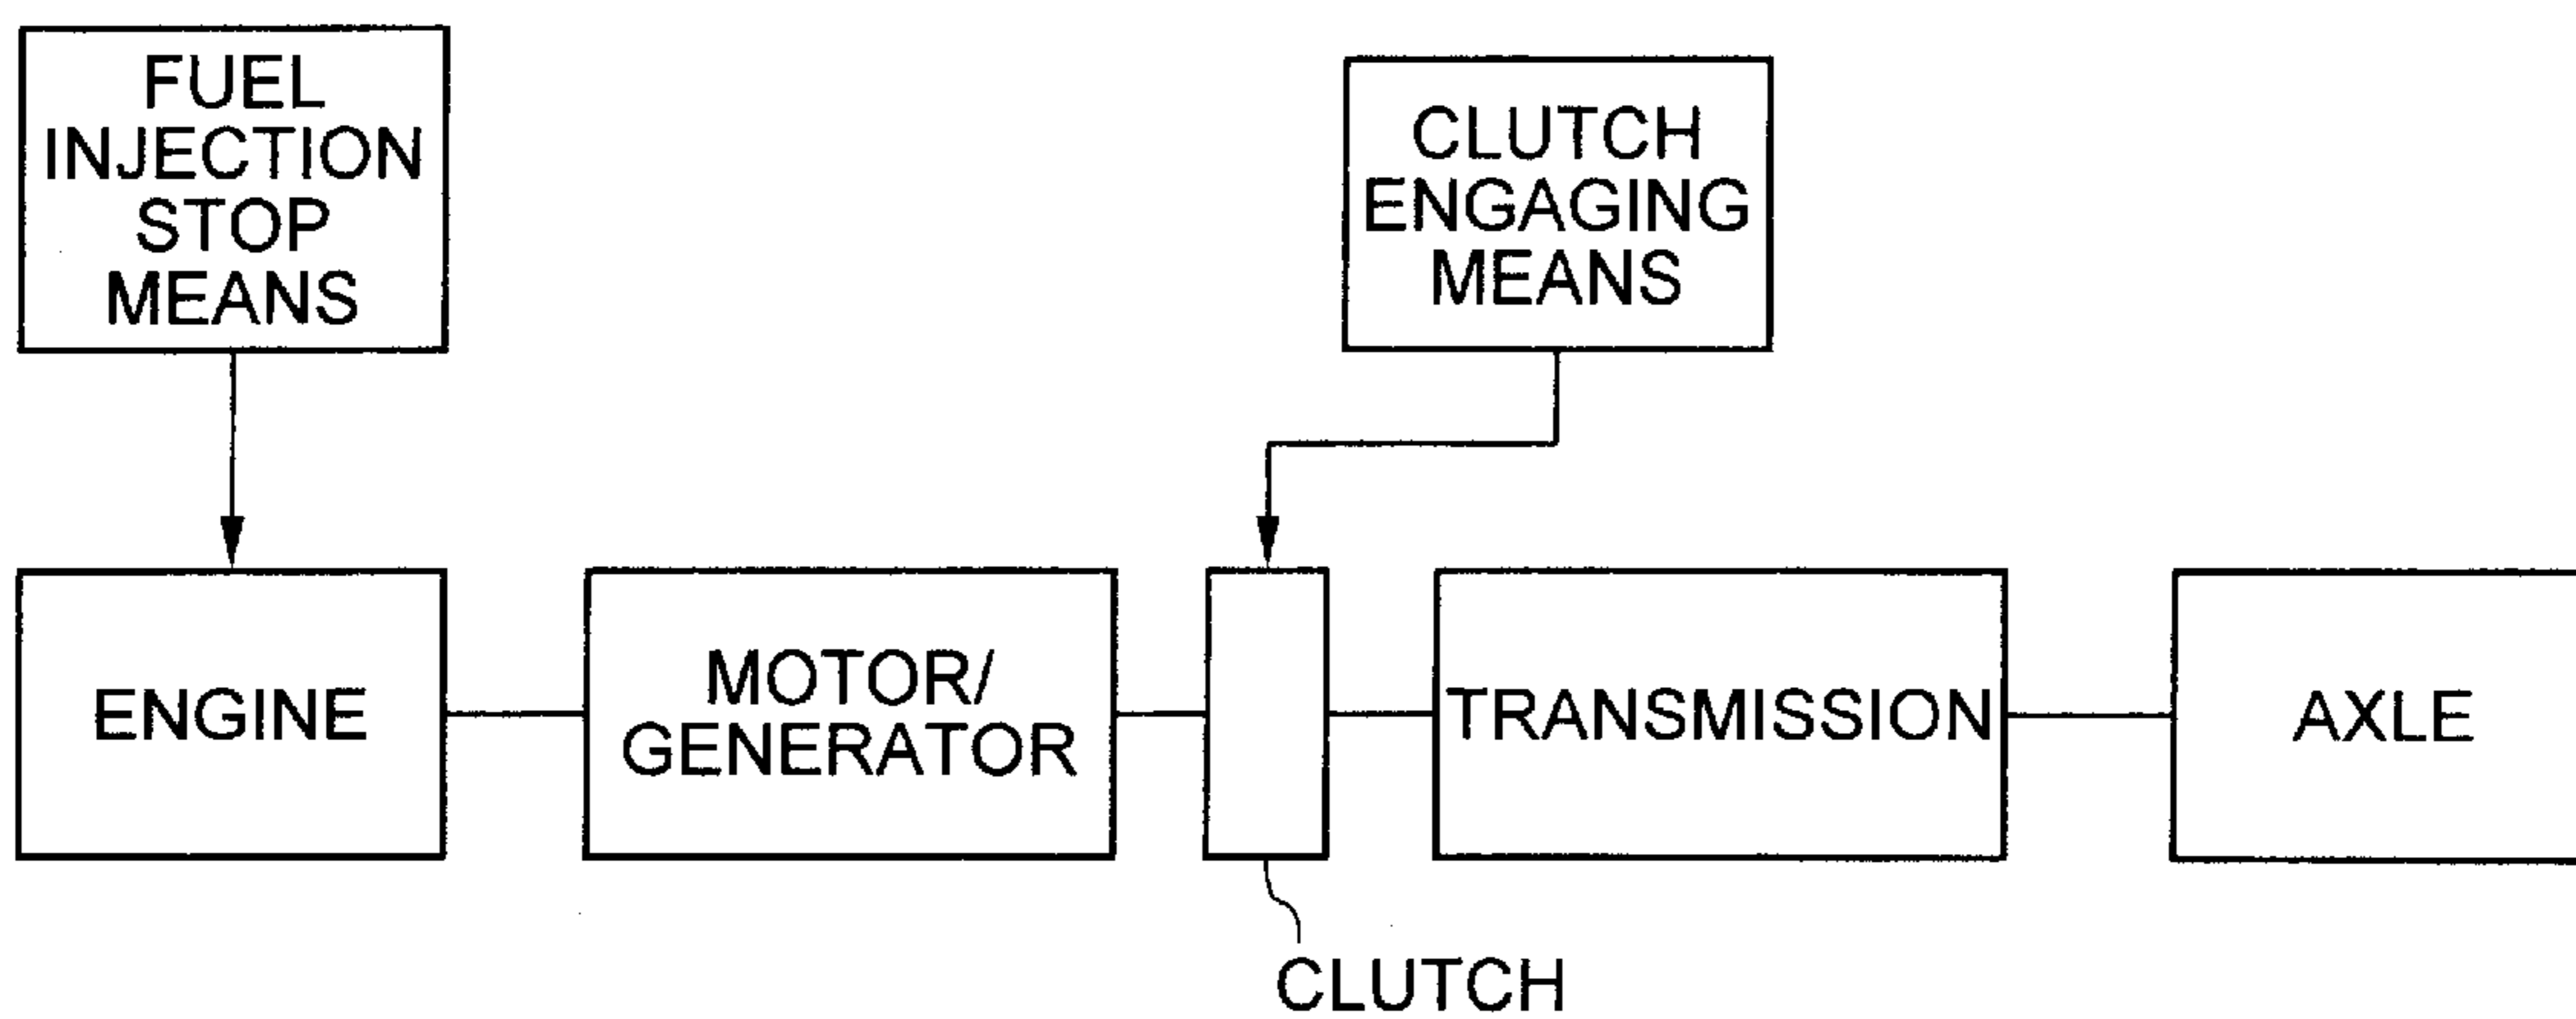 FUEL
INJECTION
STOP
MEANS
CLUTCH
ENGAGING
MEANS
ENGINE
MOTOR/
GENERATOR
TRANSMISSION
AXLE
CLUTCH